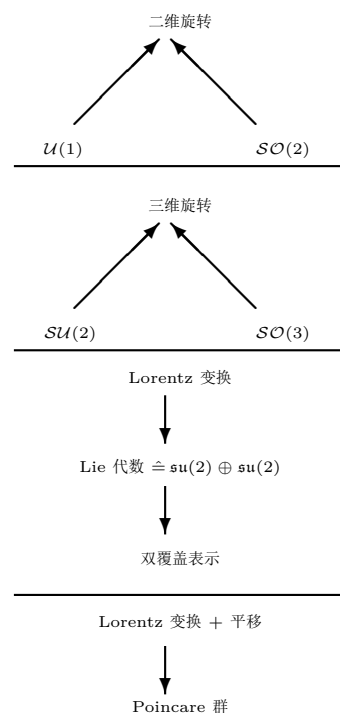 二维旋转
𝒰(1) 𝒮𝒪(2)
三维旋转
𝒮𝒰(2) 𝒮𝒪(3)
Lorentz 变换
Lie 代数 ≙ 𝔰𝔲(2) ⊕ 𝔰𝔲(2)
双覆盖表示
Lorentz 变换 + 平移
Poincare 群